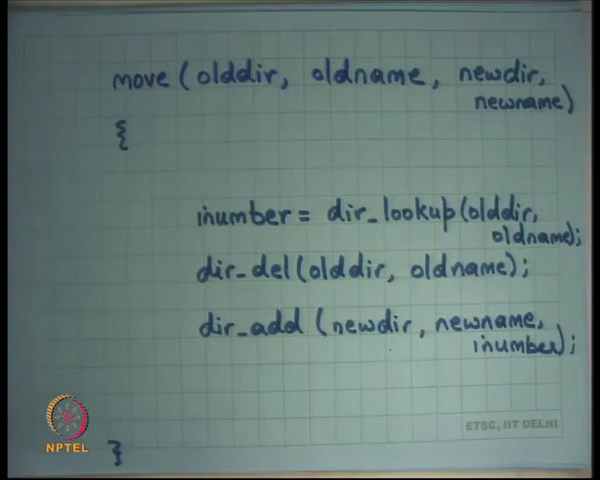 move (olddir, oldname, newdir,
newname)
{
inumber = dir_lookup(olddir,
oldname);
dir_del(olddir, oldname);
dir_add (newdir, newname,
inumber);
}
NPTEL
ETSC, IIT DELHI